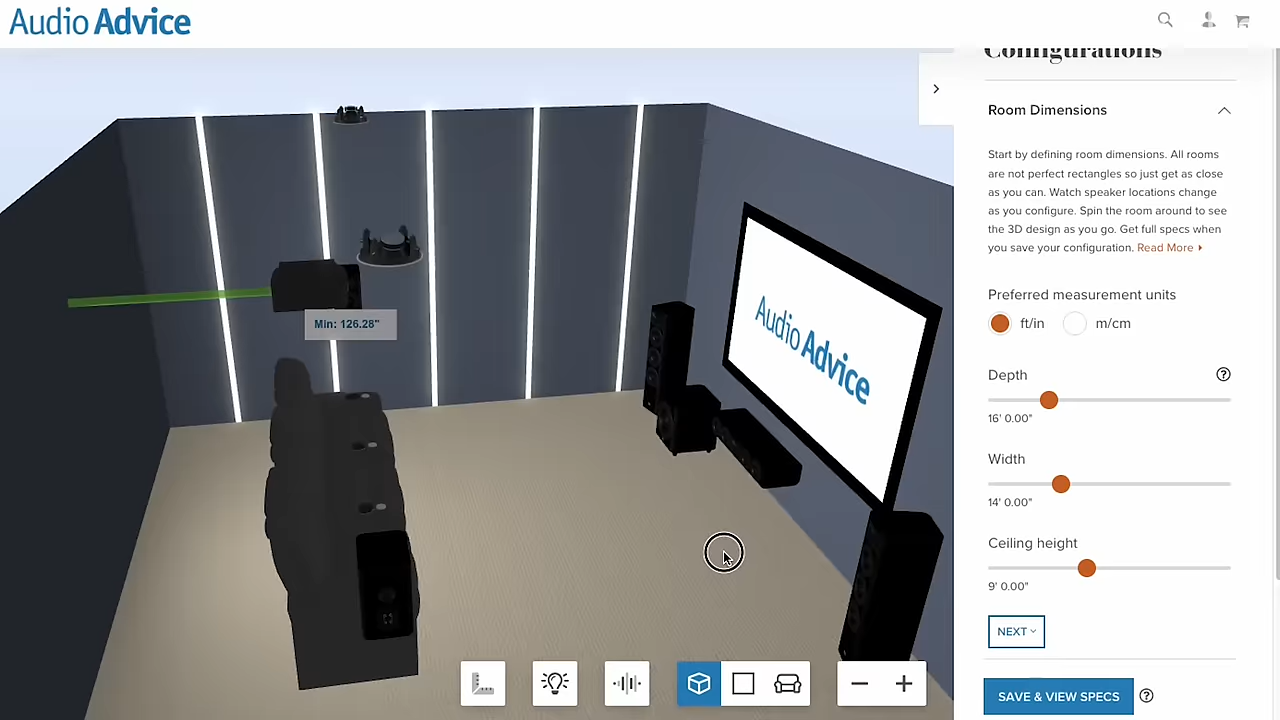 Audio Advice
Configurations
Room Dimensions
Start by defining room dimensions. All rooms
are not perfect rectangles so just get as close
as you can. Watch speaker locations change
as you configure. Spin the room around to see
the 3D design as you go. Get full specs when
you save your configuration. Read More
Preferred measurement units
ft/in
m/cm
Depth
16' 0.00"
Width
14' 0.00"
Ceiling height
9' 0.00"
NEXT
SAVE & VIEW SPECS
Min: 126.28"
Audio Advice